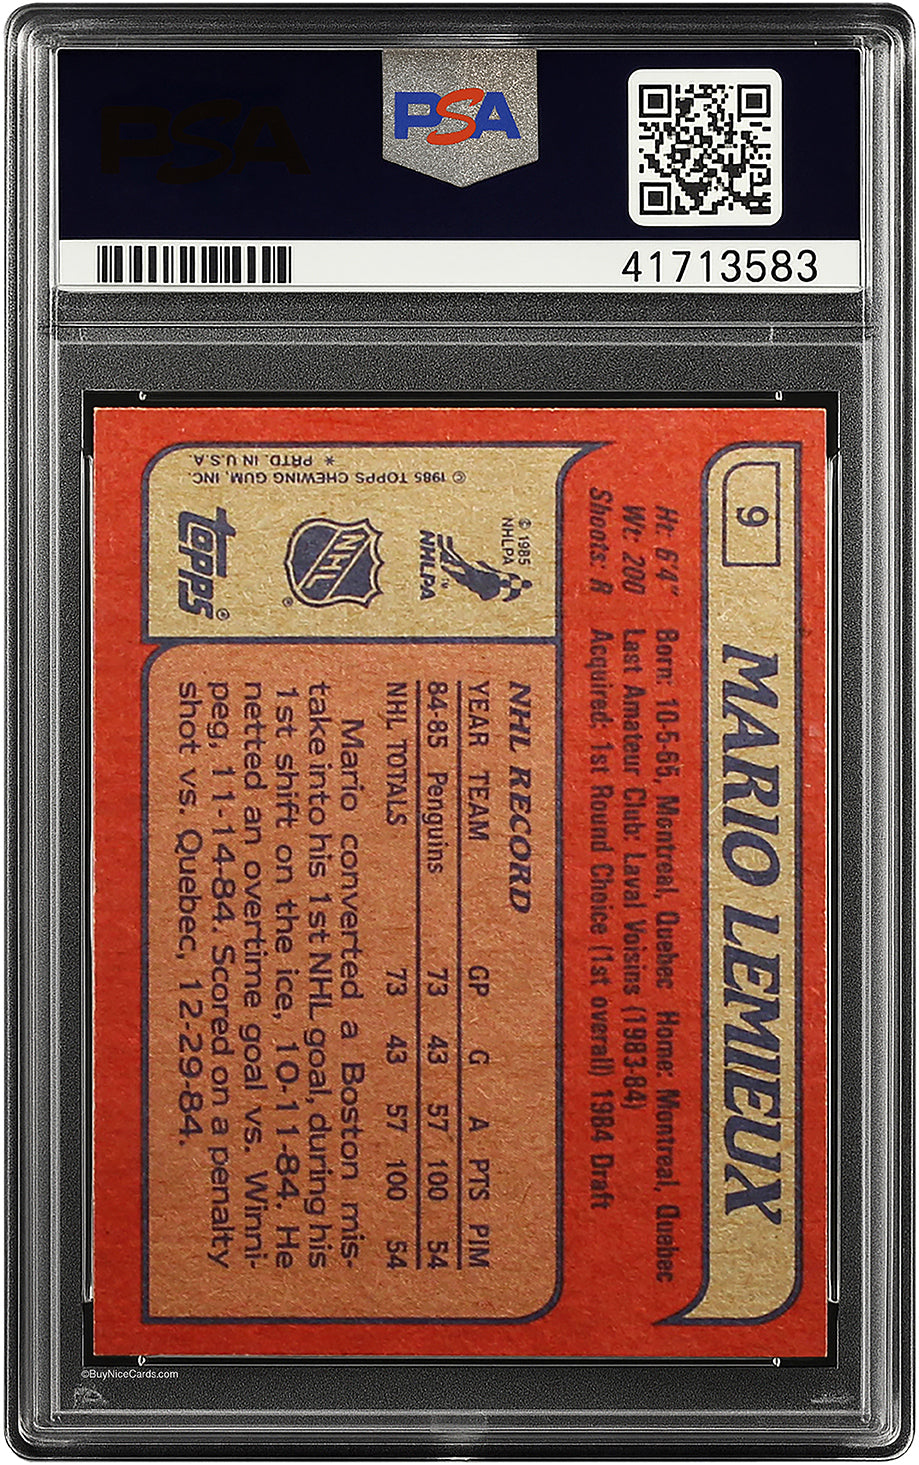 PSA
PSA
41713583
9
MARIO LEMIEUX
Ht: 6'4" Born: 10-5-65, Montreal, Quebec Home: Montreal, Quebec
Wt: 200 Last Amateur Club: Laval Voisins (1983-84)
Shoots: R Acquired: 1st Round Choice (1st overall) 1984 Draft
© 1985
NHLPA
NHLPA
TM
NHL
®
topps®
© 1985 TOPPS CHEWING GUM, INC.
* PRTD. IN U.S.A.
NHL RECORD
YEAR TEAM GP G A PTS PIM
84-85 Penguins 73 43 57 100 54
NHL TOTALS 73 43 57 100 54
Mario converted a Boston mis-
take into his 1st NHL goal, during his
1st shift on the ice, 10-11-84. He
netted an overtime goal vs. Winni-
peg, 11-14-84. Scored on a penalty
shot vs. Quebec, 12-29-84.
©BuyNiceCards.com